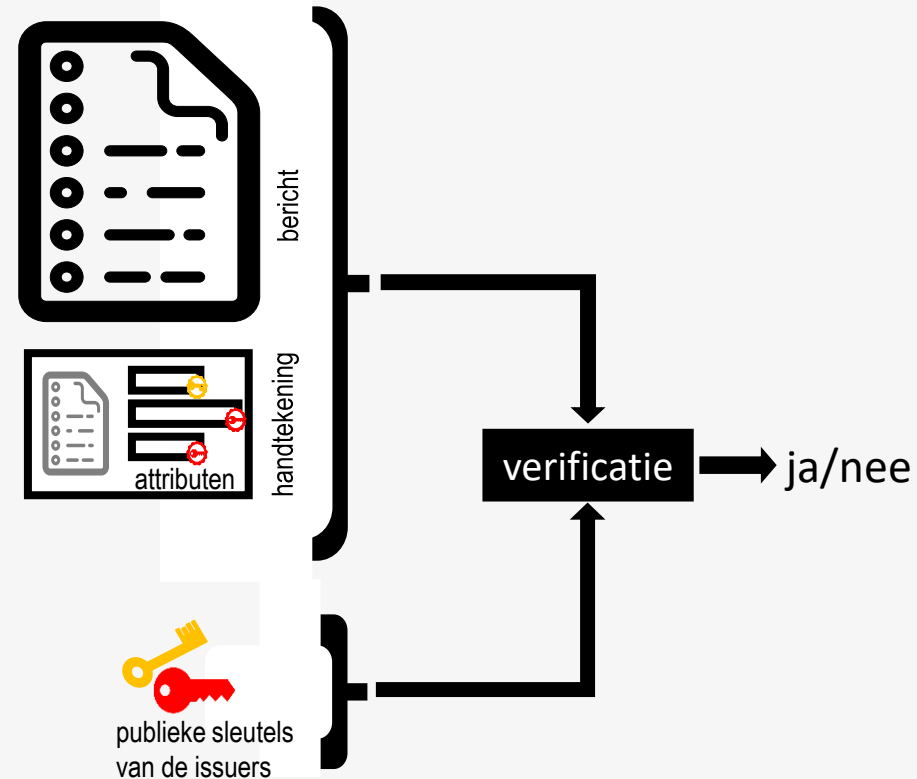 bericht
handtekening
attributen
verificatie
ja/nee
publieke sleutels
van de issuers